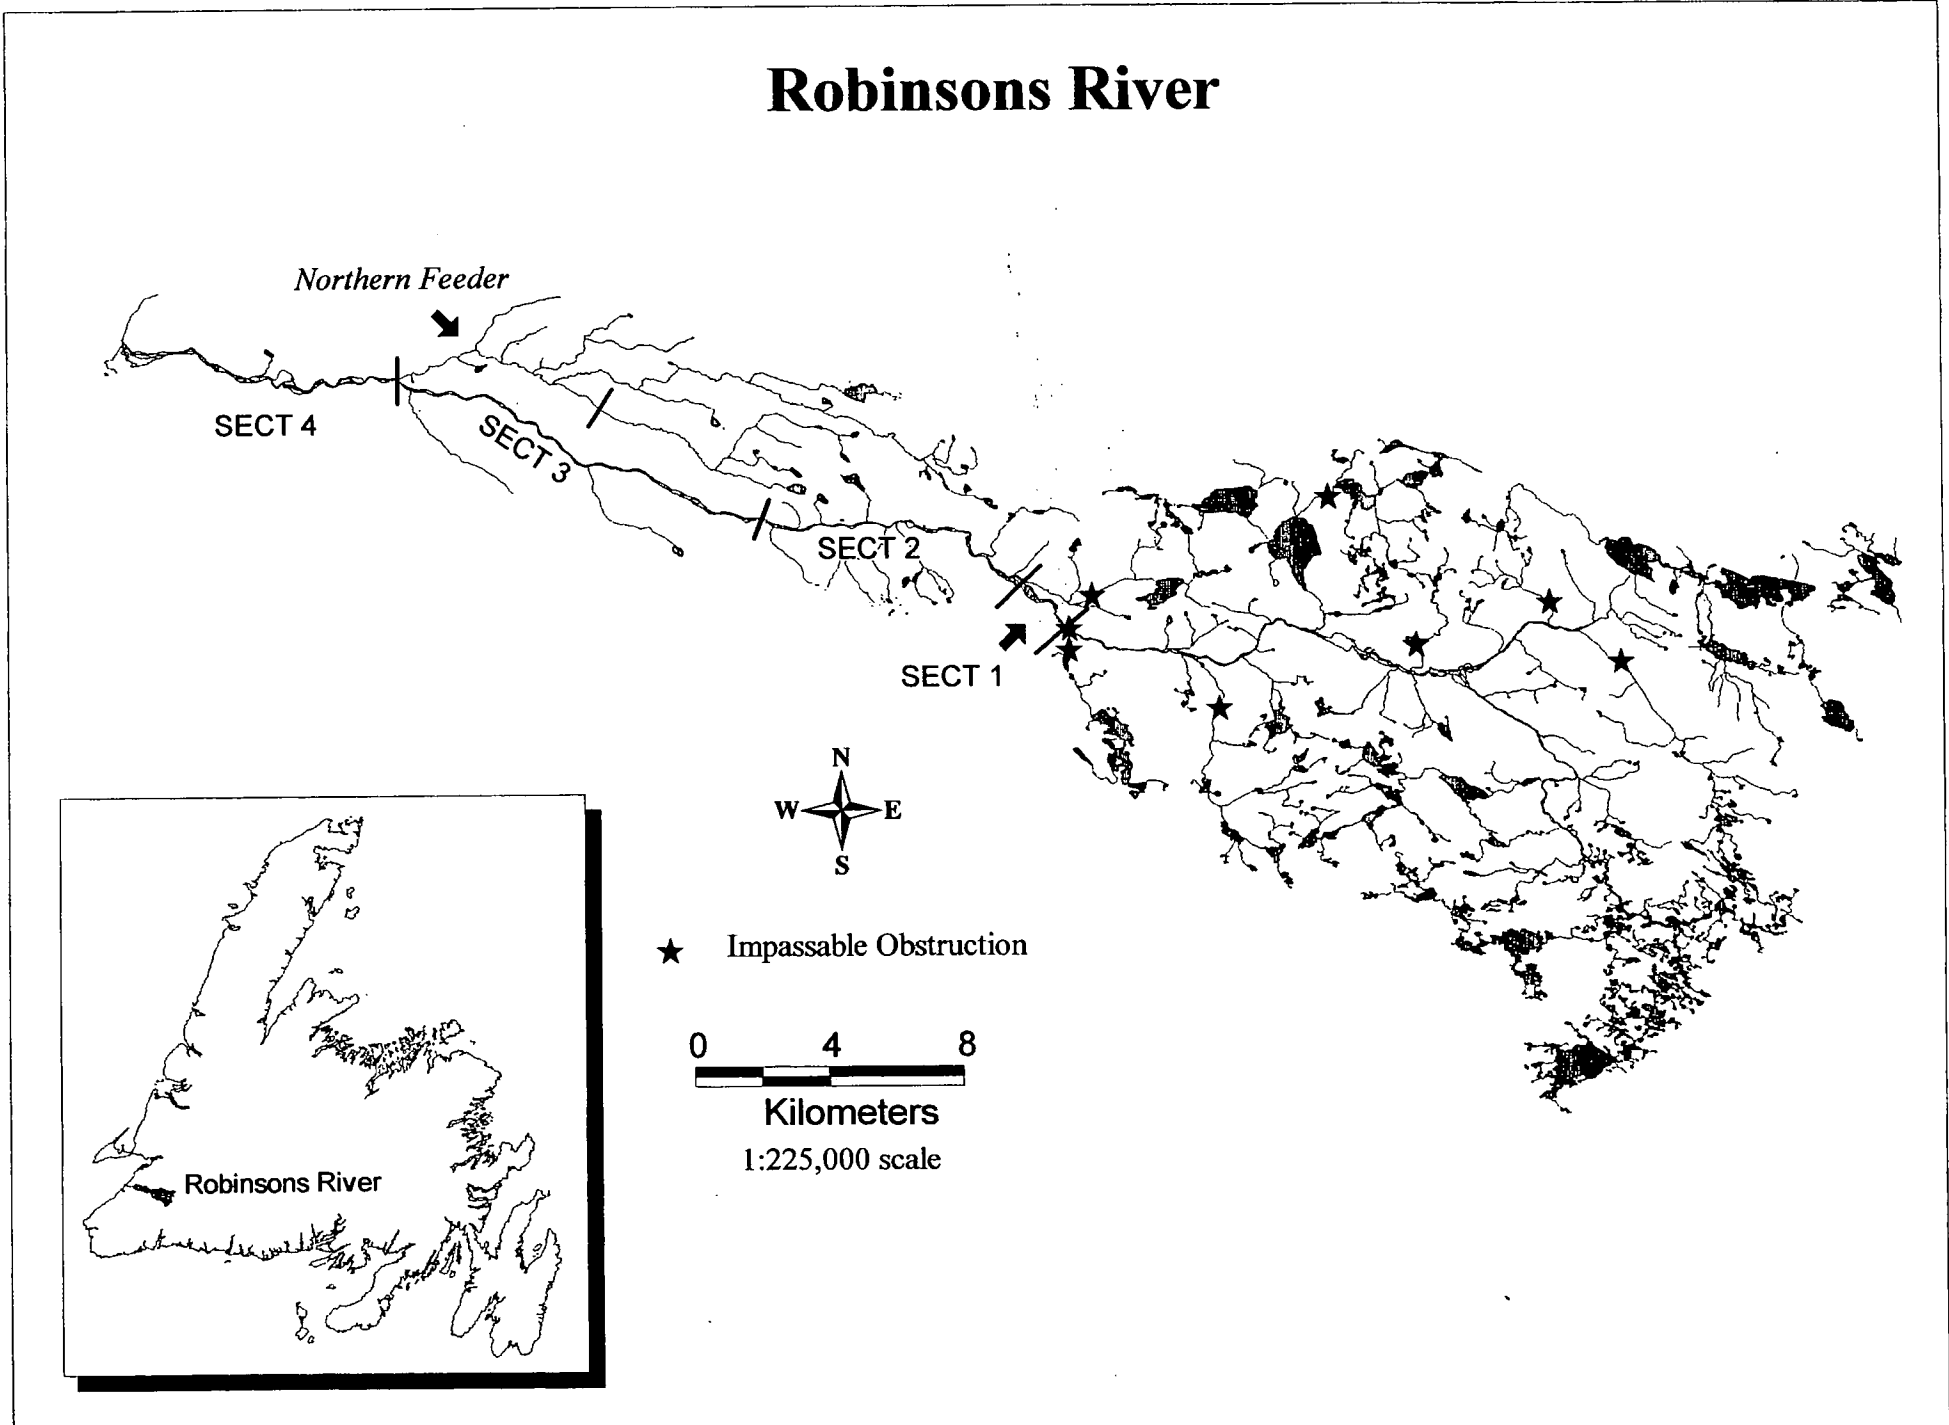 Robinsons River
Northern Feeder
SECT 4
SECT 3
SECT 2
SECT 1
N
W E
S
Impassable Obstruction
0 4 8
Kilometers
1:225,000 scale
Robinsons River